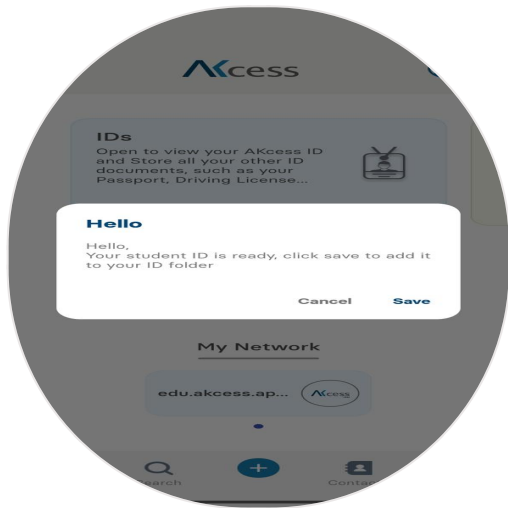 AKcess
IDs
Open to view your AKcess ID
and Store all your other ID
documents, such as your
Passport, Driving License...
Hello
Hello,
Your student ID is ready, click save to add it
to your ID folder
Cancel Save
My Network
edu.akcess.ap... AKcess